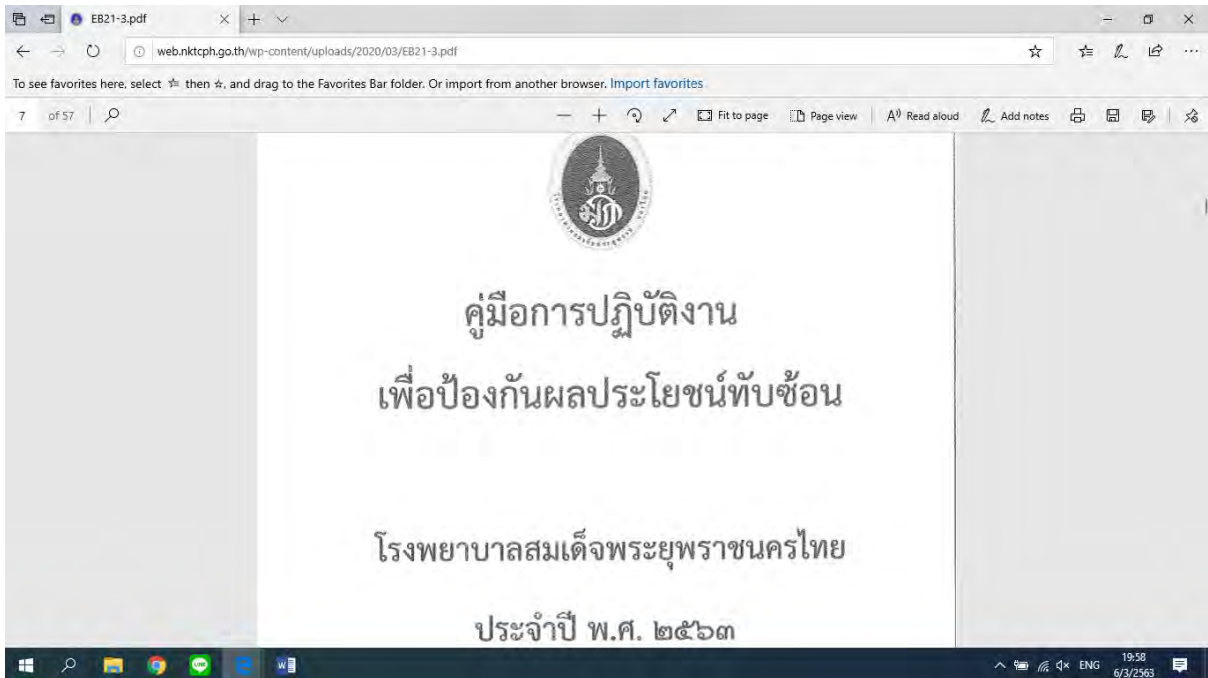 EB21-3.pdf
web.nktcph.go.th/wp-content/uploads/2020/03/EB21-3.pdf
To see favorites here, select then ☆, and drag to the Favorites Bar folder. Or import from another browser. Import favorites
7 of 57 Fit to page Page view Read aloud Add notes
คู่มือการปฏิบัติงาน
เพื่อป้องกันผลประโยชน์ทับซ้อน
โรงพยาบาลสมเด็จพระยุพราชนครไทย
ประจำปี พ.ศ. ๒๕๖๓
ENG 19:58
6/3/2563